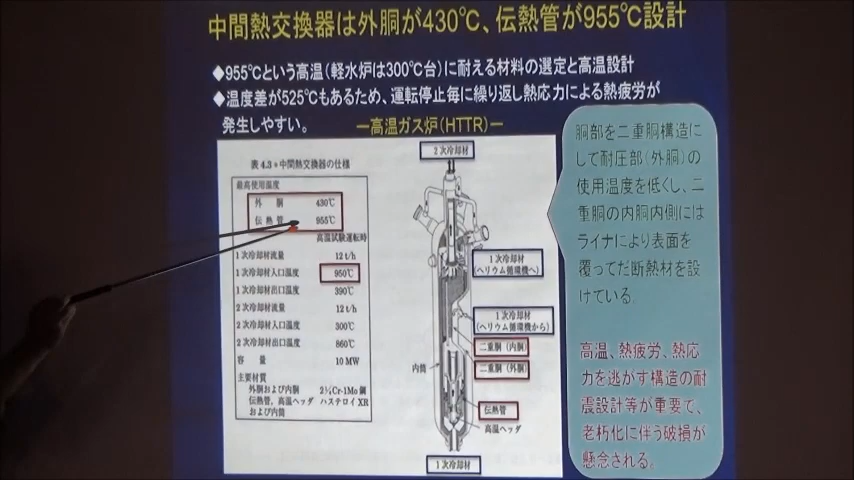 中間熱交換器は外胴が430℃、伝熱管が955℃設計
◆955℃という高温（軽水炉は300℃台）に耐える材料の選定と高温設計
◆温度差が525℃もあるため、運転停止毎に繰り返し熱応力による熱疲労が
発生しやすい。
－高温ガス炉（HTTR）－
表4.3 中間熱交換器の仕様
最高使用温度
外 胴 430℃
伝熱管 955℃
高温試験運転時
1次冷却材流量 12 t/h
1次冷却材入口温度 950℃
1次冷却材出口温度 390℃
2次冷却材流量 12 t/h
2次冷却材入口温度 300℃
2次冷却材出口温度 860℃
容 量 10 MW
主要材質
外胴および内胴 2¼Cr-1Mo鋼
伝熱管，高温ヘッダ ハステロイXR
および内筒
2次冷却材
1次冷却材
（ヘリウム循環機へ）
1次冷却材
（ヘリウム循環機から）
二重胴（内胴）
二重胴（外胴）
内筒
伝熱管
高温ヘッダ
1次冷却材
胴部を二重胴構造に
して耐圧部（外胴）の
使用温度を低くし、二
重胴の内胴内側には
ライナにより表面を
覆ってだ断熱材を設
けている。
高温、熱疲労、熱応
力を逃がす構造の耐
震設計等が重要て、
老朽化に伴う破損が
懸念される。